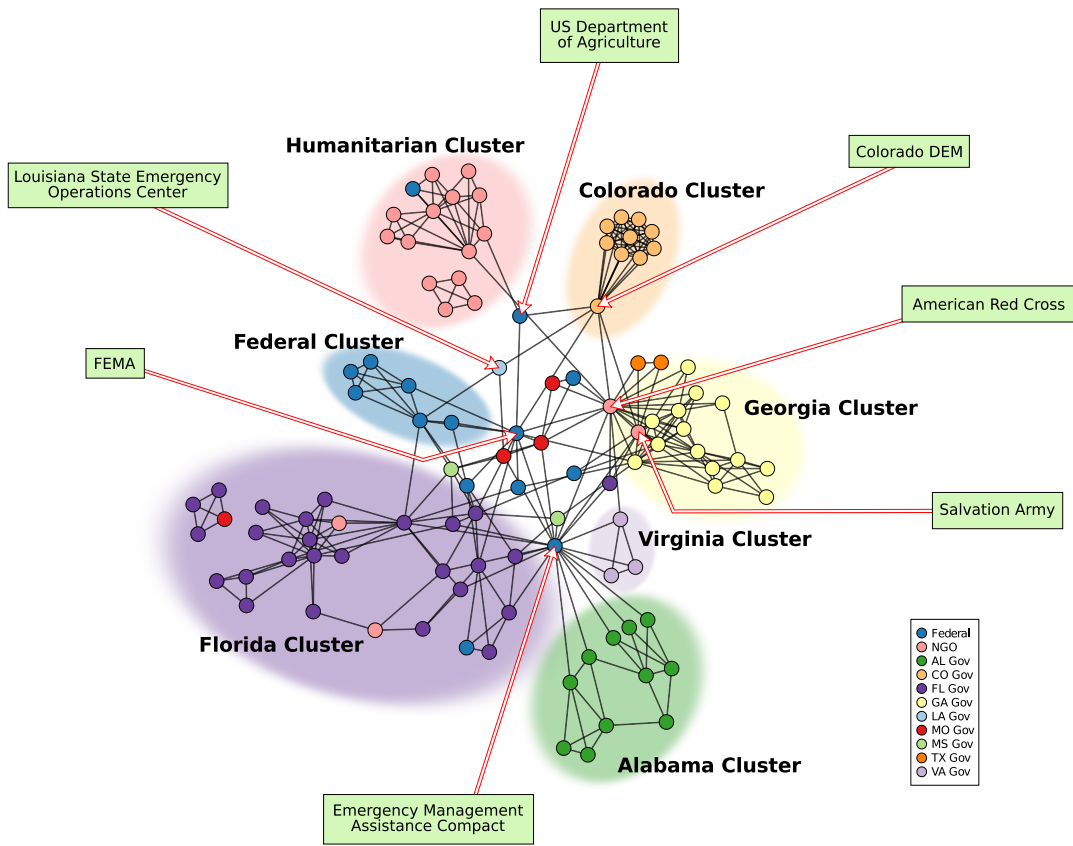 US Department
of Agriculture
Humanitarian Cluster
Colorado DEM
Louisiana State Emergency
Operations Center
Colorado Cluster
American Red Cross
Federal Cluster
FEMA
Georgia Cluster
Salvation Army
Virginia Cluster
Florida Cluster
Alabama Cluster
Emergency Management
Assistance Compact
Federal
NGO
AL Gov
CO Gov
FL Gov
GA Gov
LA Gov
MO Gov
MS Gov
TX Gov
VA Gov